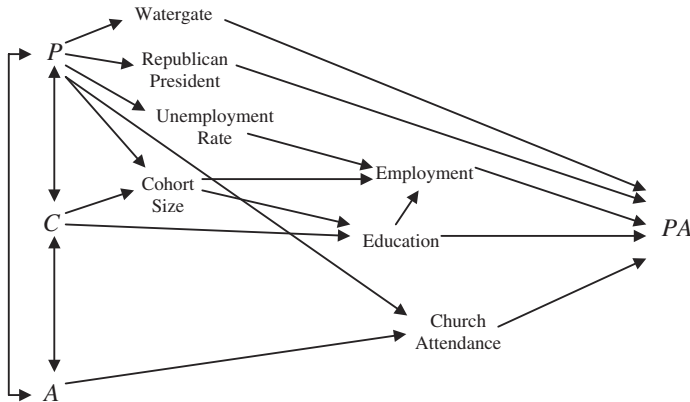 Watergate
P
Republican
President
Unemployment
Rate
Employment
Cohort
Size
C
Education
PA
Church
Attendance
A